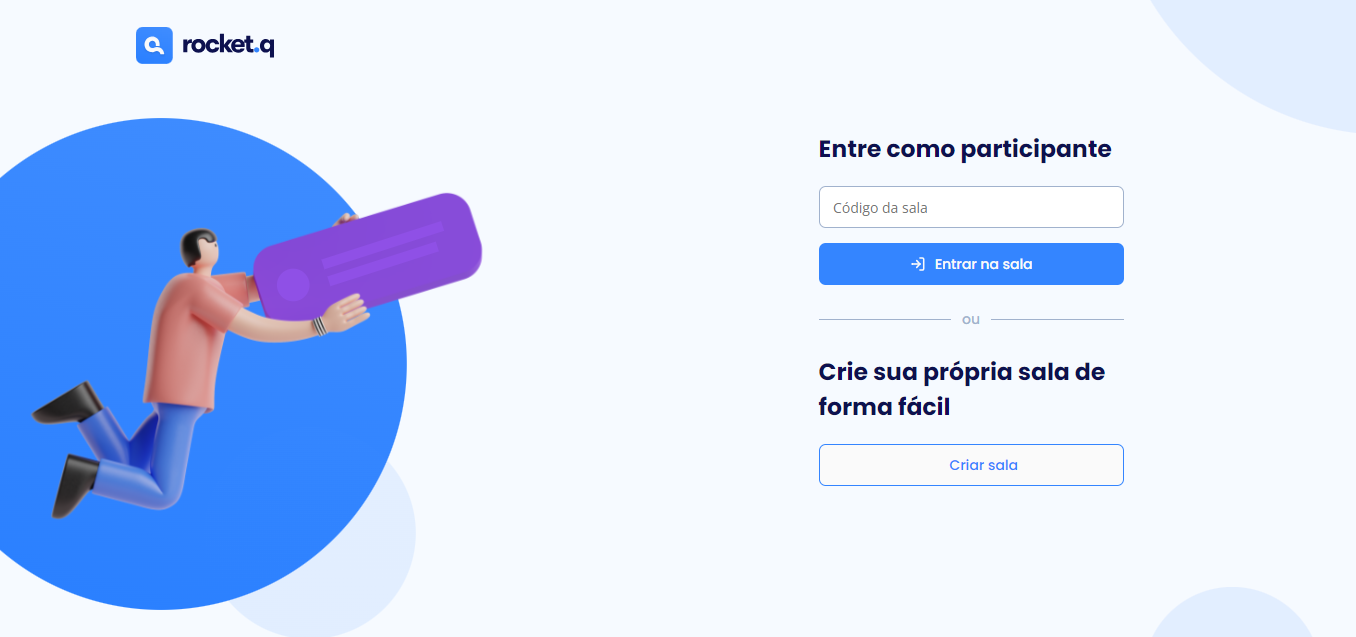 rocket.q
Entre como participante
Código da sala
Entrar na sala
ou
Crie sua própria sala de
forma fácil
Criar sala